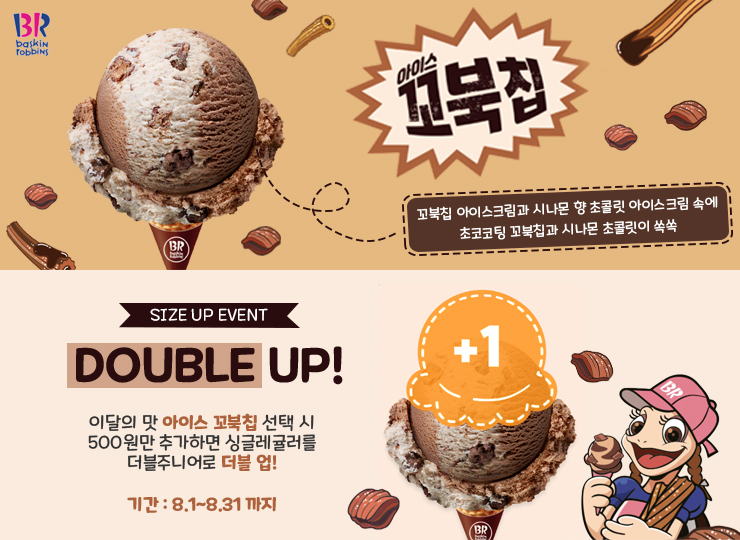 BR
baskin
robbins
아이스
꼬북칩
꼬북칩 아이스크림과 시나몬 향 초콜릿 아이스크림 속에
초코코팅 꼬북칩과 시나몬 초콜릿이 쏙쏙
BR
baskin
robbins
SIZE UP EVENT
DOUBLE UP!
+1
이달의 맛 아이스 꼬북칩 선택 시
500원만 추가하면 싱글레귤러를
더블주니어로 더블 업!
기간 : 8.1~8.31 까지
BR
BR